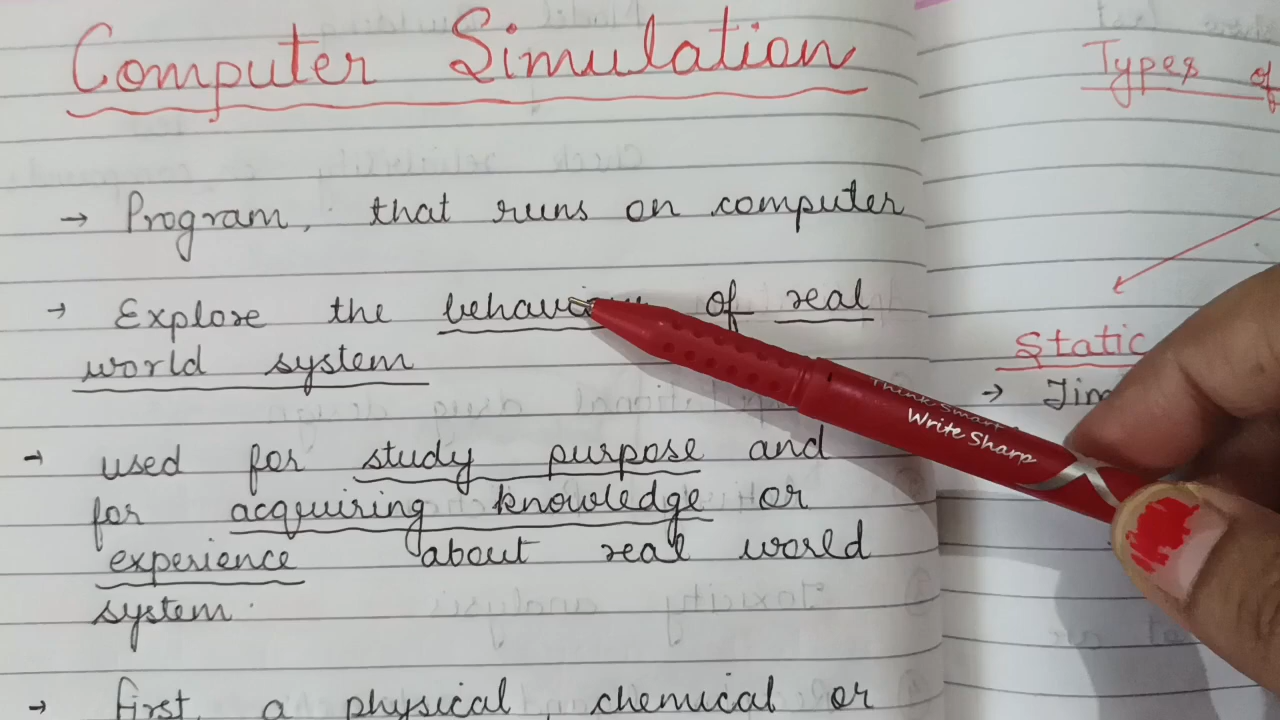 Computer Simulation
→ Program, that runs on computer
→ Explore the of real
world system
→ used for study purpose and
for acquiring knowledge or
experience about real world
system.
→ first, a physical, chemical or
Types of
Static
→
Think Smart
Write Sharp